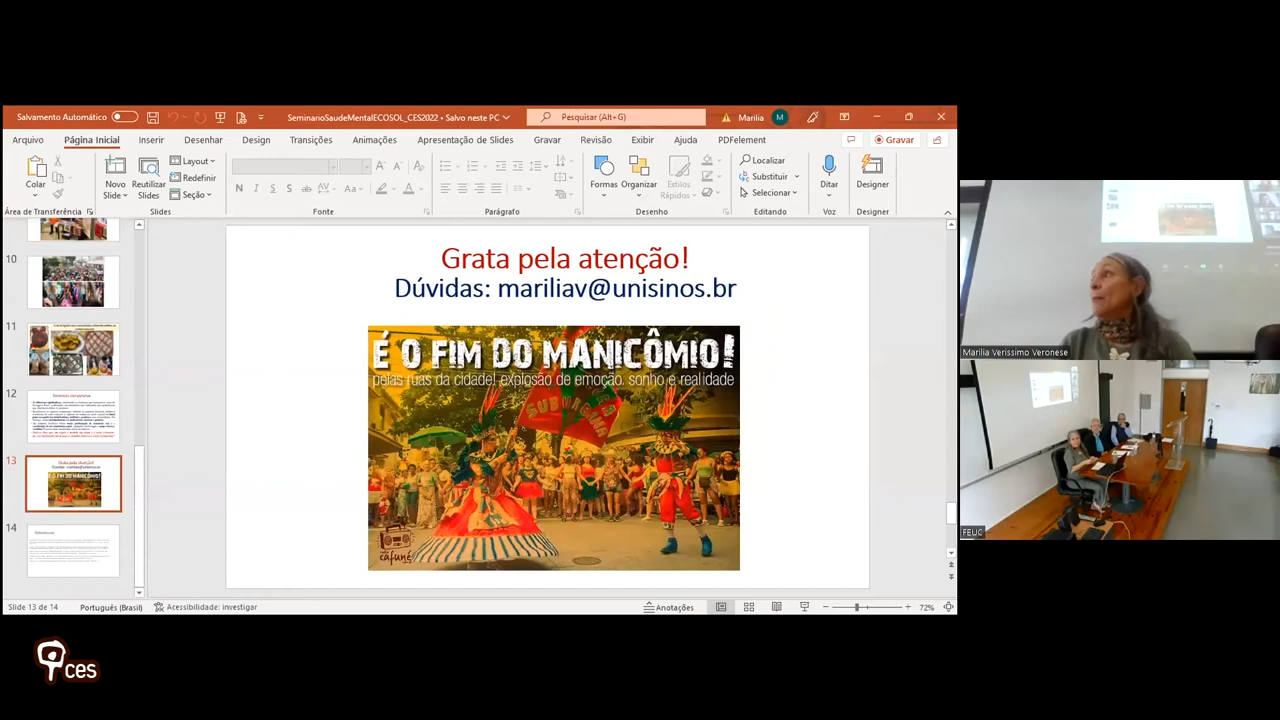 Salvamento Automático
SeminarioSaudeMentalECOSOL_CES2022 • Salvo neste PC
Pesquisar (Alt+G)
Marilia
M
Arquivo
Página Inicial
Inserir
Desenhar
Design
Transições
Animações
Apresentação de Slides
Gravar
Revisão
Exibir
Ajuda
PDFelement
Gravar
Colar
Novo Slide
Reutilizar Slides
Layout
Redefinir
Seção
N
I
S
S
ab
AV
Aa
A
Formas
Organizar
Estilos Rápidos
Localizar
Substituir
Selecionar
Ditar
Designer
Área de Transferência
Slides
Fonte
Parágrafo
Desenho
Editando
Voz
Designer
10
11
12
13
14
Grata pela atenção!
Dúvidas: mariliav@unisinos.br
É O FIM DO MANICÔMIO!
pelas ruas da cidade! explosão de emoção, sonho e realidade
cafuné
Slide 13 de 14
Português (Brasil)
Acessibilidade: investigar
Anotações
72%
Marilia Veríssimo Veronese
FEUC
ces